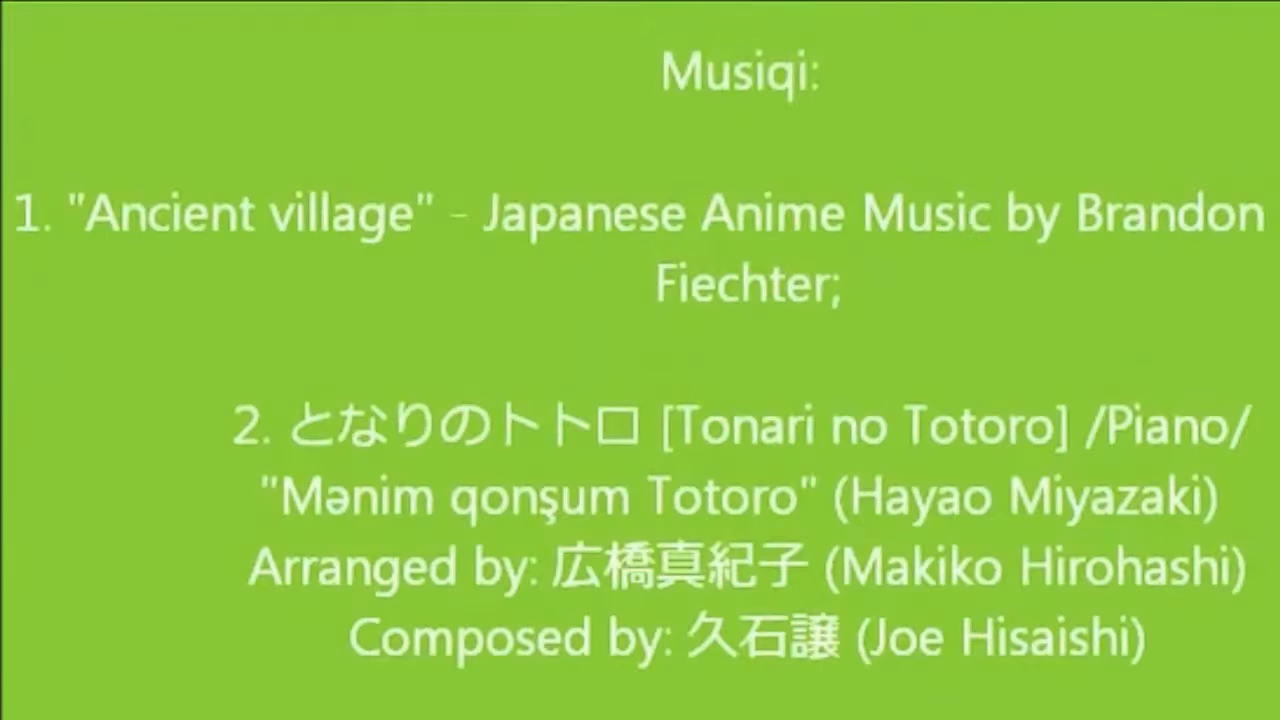 Musiqi:
1. "Ancient village" - Japanese Anime Music by Brandon
Fiechter;
2. となりのトトロ [Tonari no Totoro] /Piano/
"Mənim qonşum Totoro" (Hayao Miyazaki)
Arranged by: 広橋真紀子 (Makiko Hirohashi)
Composed by: 久石譲 (Joe Hisaishi)